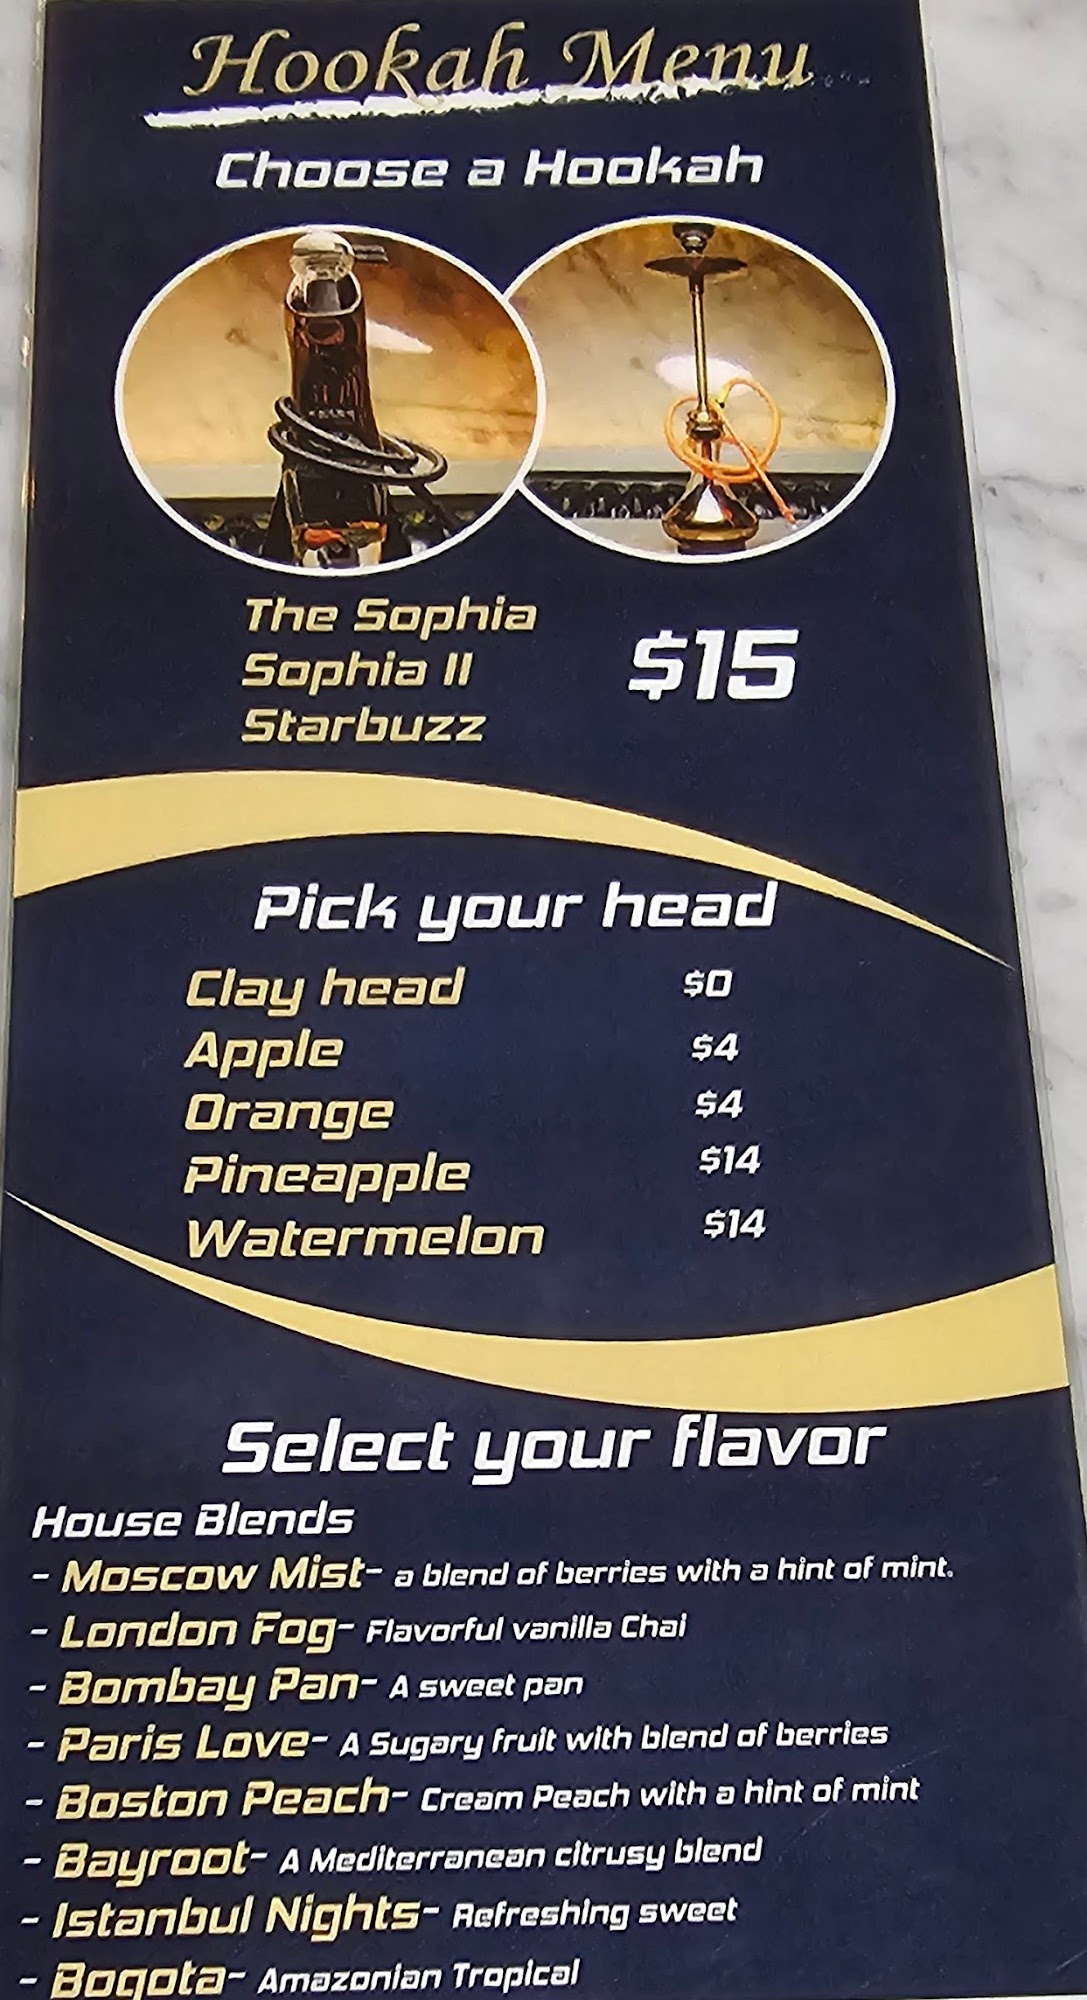 Hookah Menu
Choose a Hookah
The Sophia
Sophia II
Starbuzz
$15
Pick your head
Clay head $0
Apple $4
Orange $4
Pineapple $14
Watermelon $14
Select your flavor
House Blends
- Moscow Mist- a blend of berries with a hint of mint.
- London Fog- Flavorful vanilla Chai
- Bombay Pan- A sweet pan
- Paris Love- A Sugary fruit with blend of berries
- Boston Peach- Cream Peach with a hint of mint
- Bayroot- A Mediterranean citrusy blend
- Istanbul Nights- Refreshing sweet
- Bogota- Amazonian Tropical